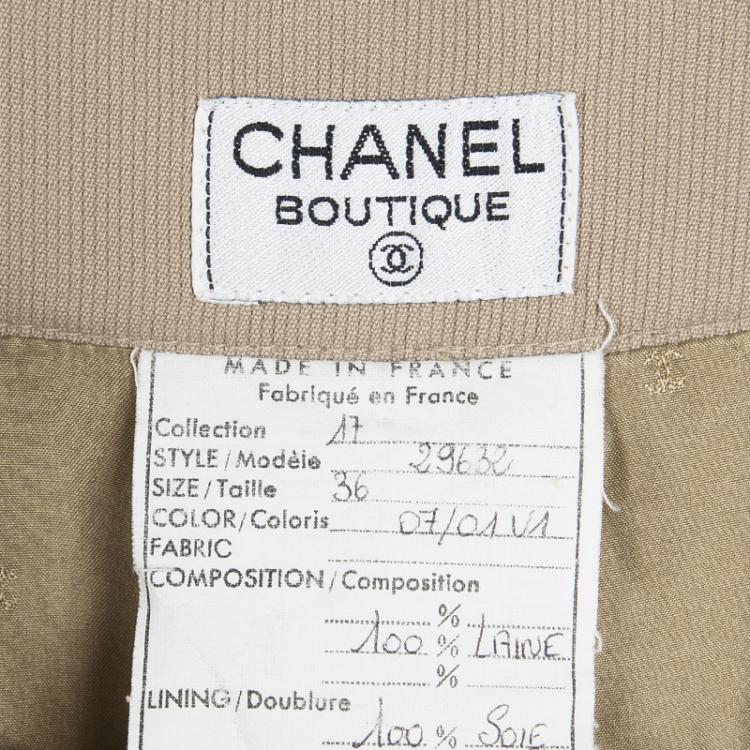 CHANEL
BOUTIQUE
MADE IN FRANCE
Fabriqué en France
Collection 17
STYLE/Modèle 29632
SIZE/Taille 36
COLOR/Coloris 07/01 V1
FABRIC
COMPOSITION/Composition
%
100 % LAINE
%
LINING/Doublure
100 % SOIE